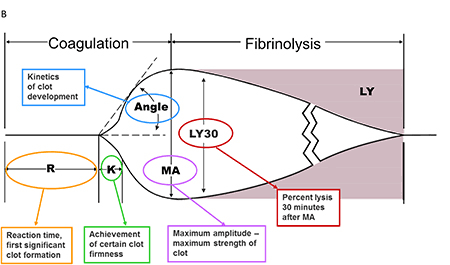 B
Coagulation
Fibrinolysis
Kinetics
of clot
development
Angle
LY
LY30
R
K
MA
Percent lysis
30 minutes
after MA
Reaction time,
first significant
clot formation
Achievement
of certain clot
firmness
Maximum amplitude –
maximum strength of
clot